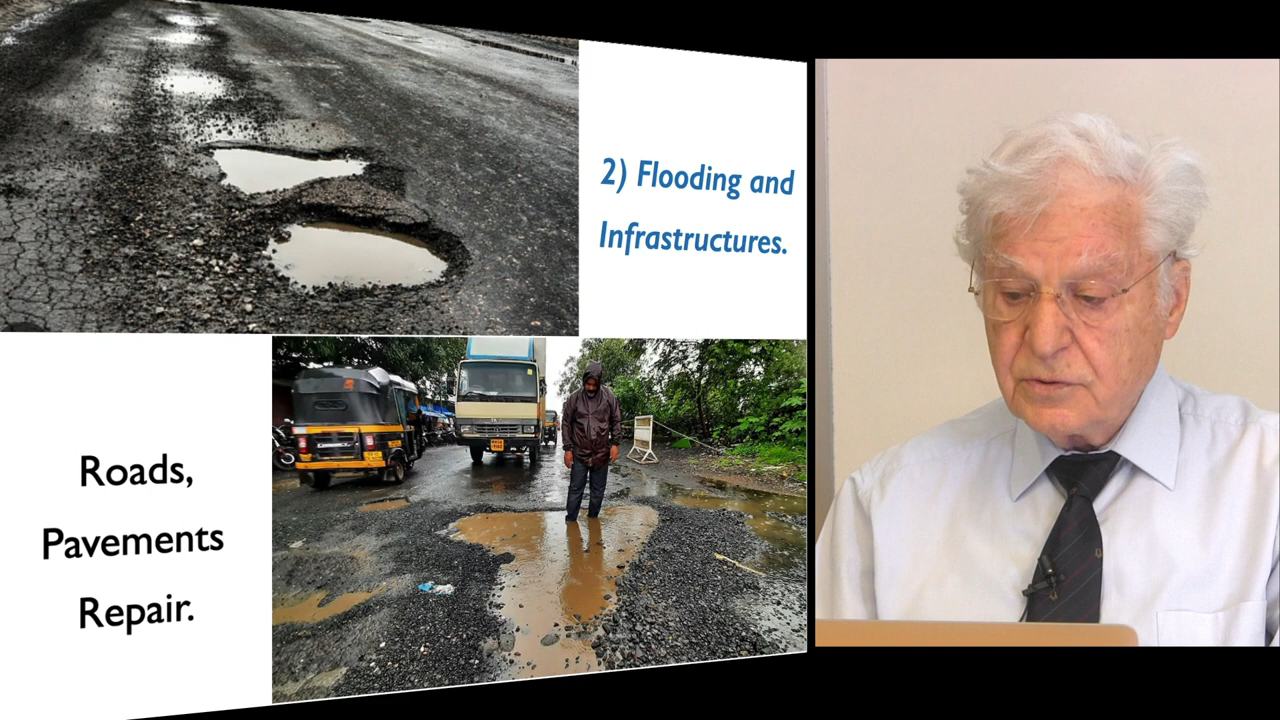 2) Flooding and
Infrastructures.
Roads,
Pavements
Repair.